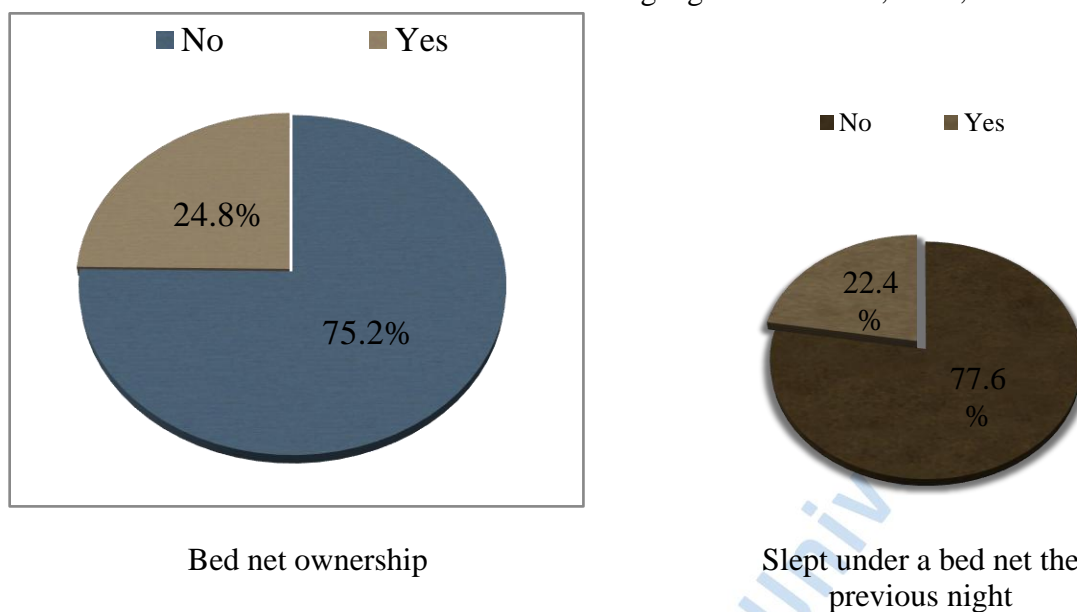 No Yes
24.8%
75.2%
Bed net ownership
No Yes
22.4
%
77.6
%
Slept under a bed net the
previous night